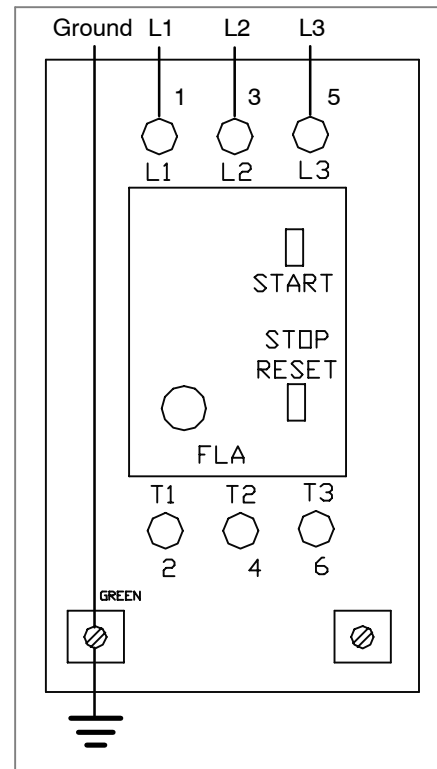 Ground L1 L2 L3
1 3 5
L1 L2 L3
START
STOP
RESET
FLA
T1 T2 T3
2 4 6
GREEN